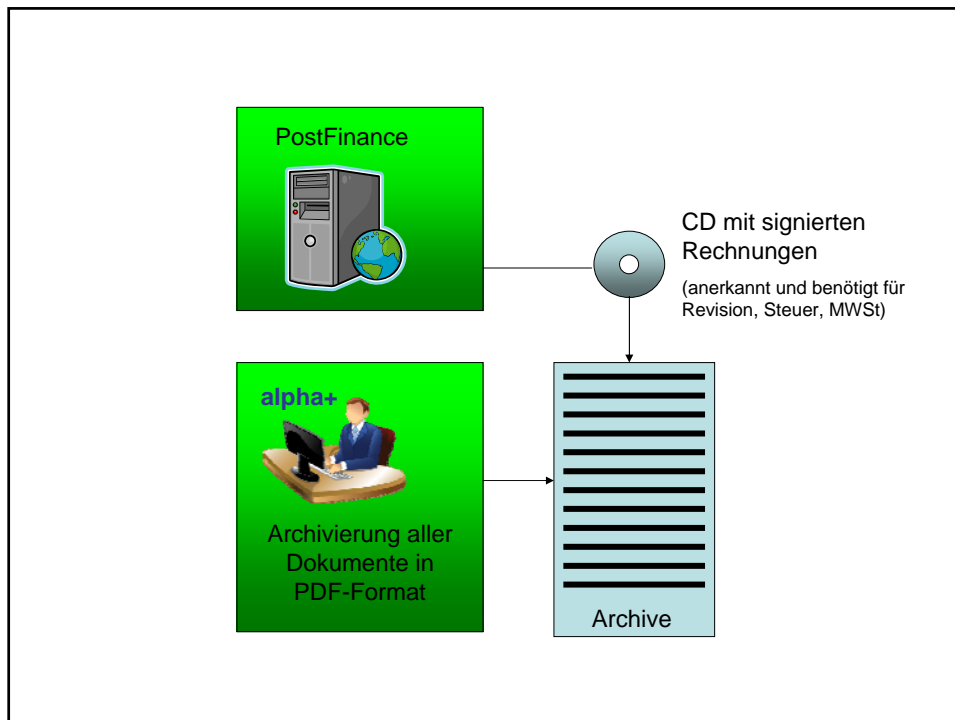 PostFinance
CD mit signierten
Rechnungen
(anerkannt und benötigt für
Revision, Steuer, MWSt)
alpha+
Archivierung aller
Dokumente in
PDF-Format
Archive